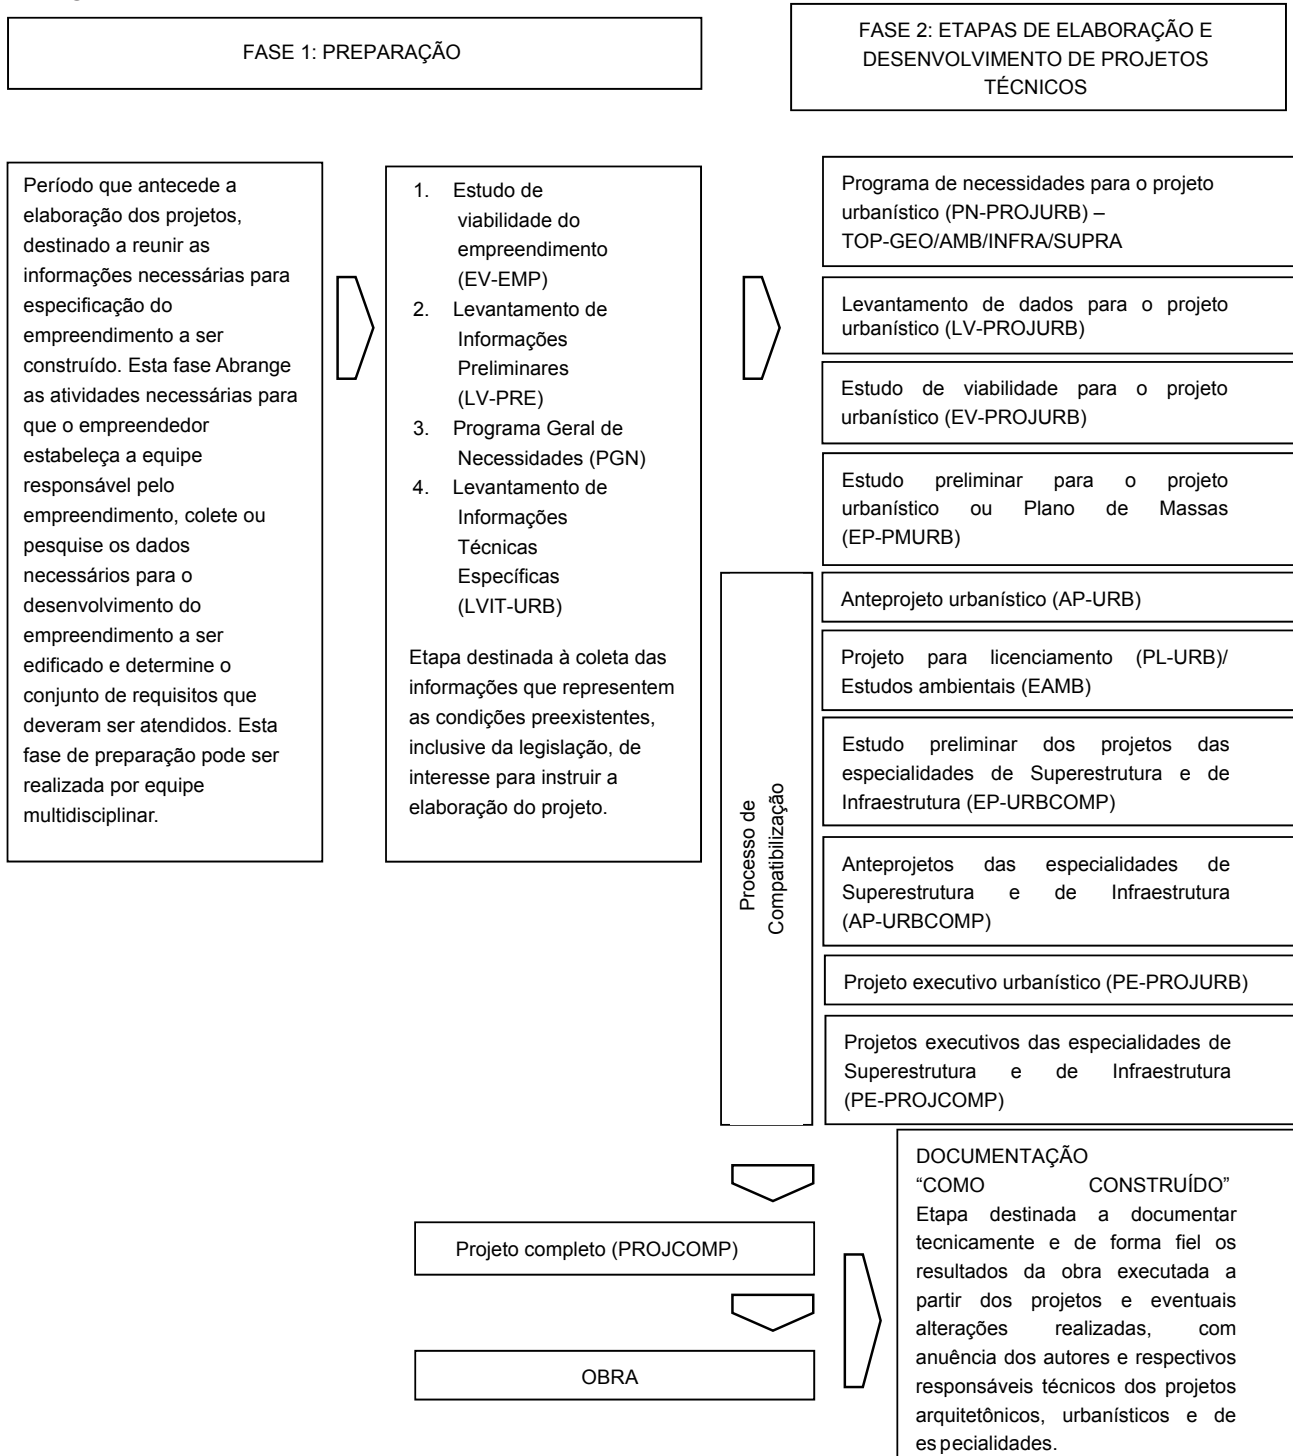 FASE 1: PREPARAÇÃO
FASE 2: ETAPAS DE ELABORAÇÃO E
DESENVOLVIMENTO DE PROJETOS
TÉCNICOS
Período que antecede a
elaboração dos projetos,
destinado a reunir as
informações necessárias para
especificação do
empreendimento a ser
construído. Esta fase Abrange
as atividades necessárias para
que o empreendedor
estabeleça a equipe
responsável pelo
empreendimento, colete ou
pesquise os dados
necessários para o
desenvolvimento do
empreendimento a ser
edificado e determine o
conjunto de requisitos que
deveram ser atendidos. Esta
fase de preparação pode ser
realizada por equipe
multidisciplinar.
1. Estudo de
viabilidade do
empreendimento
(EV-EMP)
2. Levantamento de
Informações
Preliminares
(LV-PRE)
3. Programa Geral de
Necessidades (PGN)
4. Levantamento de
Informações
Técnicas
Específicas
(LVIT-URB)
Etapa destinada à coleta das
informações que representem
as condições preexistentes,
inclusive da legislação, de
interesse para instruir a
elaboração do projeto.
Programa de necessidades para o projeto
urbanístico (PN-PROJURB) –
TOP-GEO/AMB/INFRA/SUPRA
Levantamento de dados para o projeto
urbanístico (LV-PROJURB)
Estudo de viabilidade para o projeto
urbanístico (EV-PROJURB)
Estudo preliminar para o projeto
urbanístico ou Plano de Massas
(EP-PMURB)
Processo de
Compatibilização
Anteprojeto urbanístico (AP-URB)
Projeto para licenciamento (PL-URB)/
Estudos ambientais (EAMB)
Estudo preliminar dos projetos das
especialidades de Superestrutura e de
Infraestrutura (EP-URBCOMP)
Anteprojetos das especialidades de
Superestrutura e de Infraestrutura
(AP-URBCOMP)
Projeto executivo urbanístico (PE-PROJURB)
Projetos executivos das especialidades de
Superestrutura e de Infraestrutura
(PE-PROJCOMP)
Projeto completo (PROJCOMP)
OBRA
DOCUMENTAÇÃO
“COMO CONSTRUÍDO”
Etapa destinada a documentar
tecnicamente e de forma fiel os
resultados da obra executada a
partir dos projetos e eventuais
alterações realizadas, com
anuência dos autores e respectivos
responsáveis técnicos dos projetos
arquitetônicos, urbanísticos e de
es pecialidades.